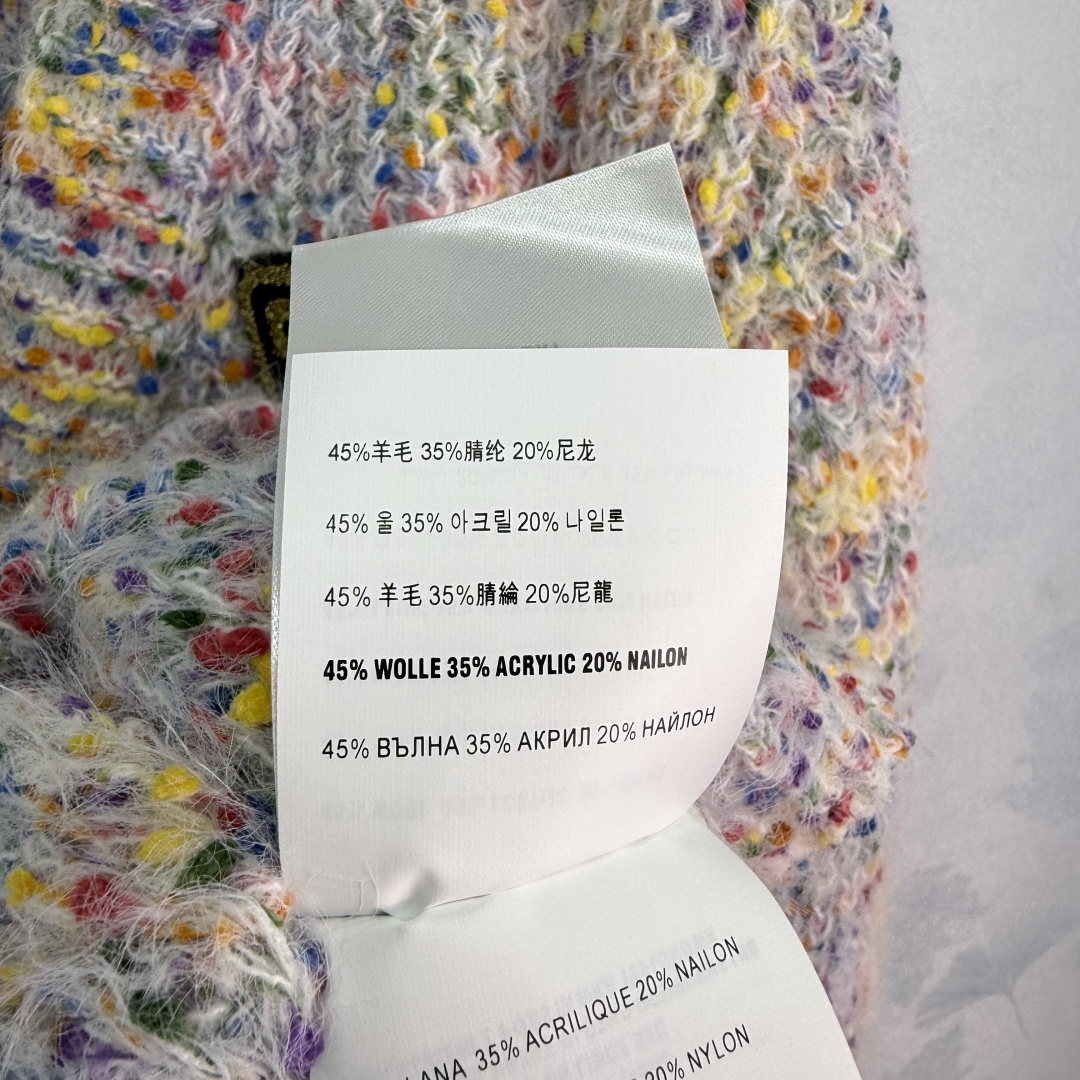 45%羊毛 35%腈纶 20%尼龙
45% 울 35% 아크릴 20% 나일론
45% 羊毛 35%腈綸 20%尼龍
45% WOLLE 35% ACRYLIC 20% NAILON
45% ВЪЛНА 35% АКРИЛ 20% НАЙЛОН
LANA 35% ACRILIQUE 20% NAILON
20% NYLON